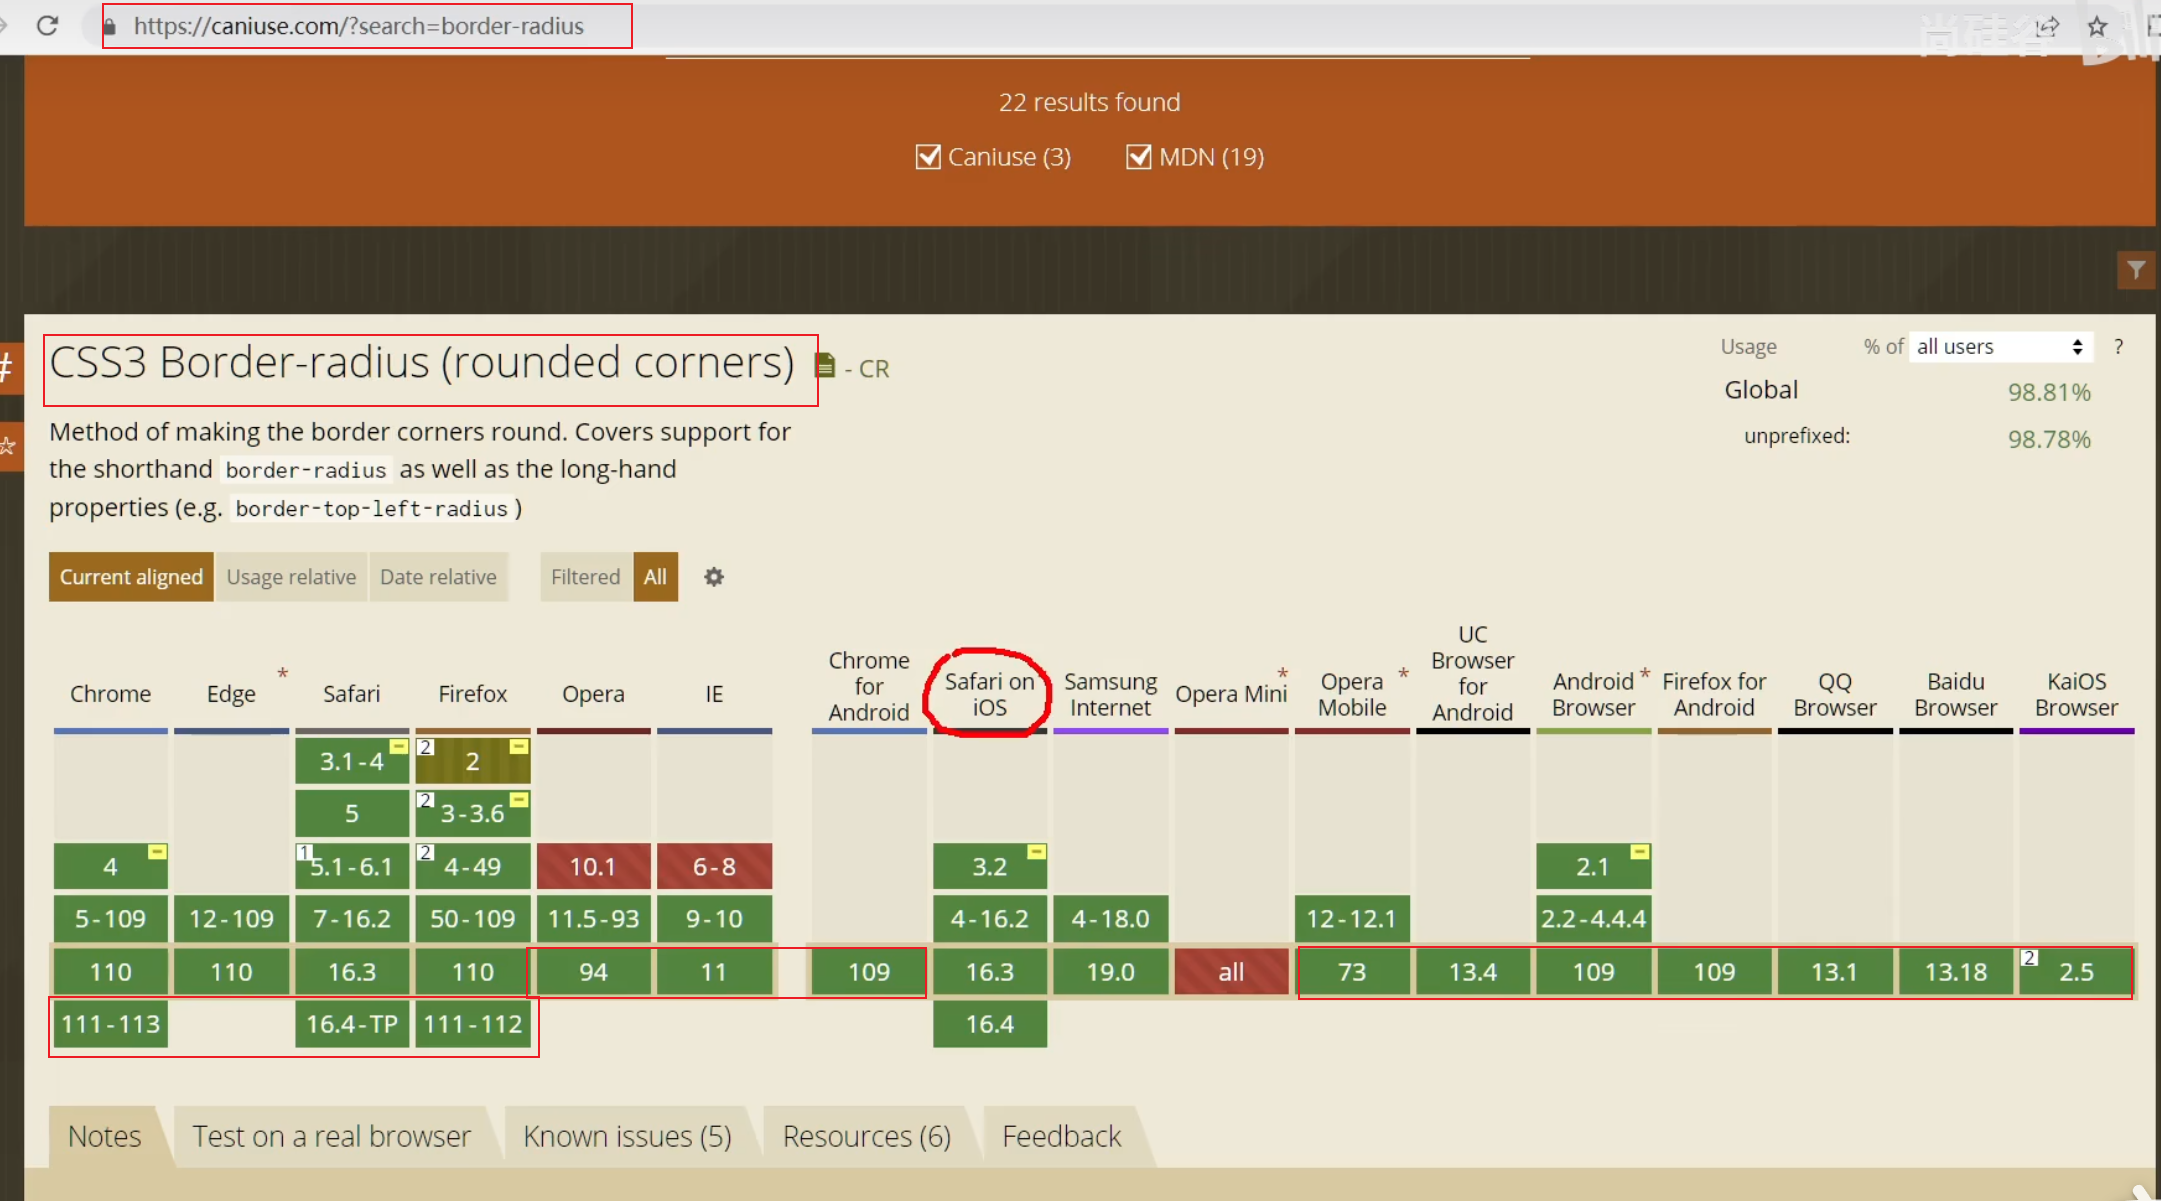 https://caniuse.com/?search=border-radius
尚硅谷
22 results found
Caniuse (3) MDN (19)
#
CSS3 Border-radius (rounded corners) - CR
Usage % of all users ?
Global 98.81%
unprefixed: 98.78%
Method of making the border corners round. Covers support for
the shorthand border-radius as well as the long-hand
properties (e.g. border-top-left-radius)
Current aligned Usage relative Date relative Filtered All
Chrome Edge * Safari Firefox Opera IE Chrome for Android Safari on iOS Samsung Internet Opera Mini * Opera Mobile * UC Browser for Android Android Browser * Firefox for Android QQ Browser Baidu Browser KaiOS Browser
3.1-4 2 2
5 2 3-3.6
4 1 5.1-6.1 2 4-49 10.1 6-8 3.2 2.1
5-109 12-109 7-16.2 50-109 11.5-93 9-10 4-16.2 4-18.0 12-12.1 2.2-4.4.4
110 110 16.3 110 94 11 109 16.3 19.0 all 73 13.4 109 109 13.1 13.18 2 2.5
111-113 16.4-TP 111-112 16.4
Notes Test on a real browser Known issues (5) Resources (6) Feedback